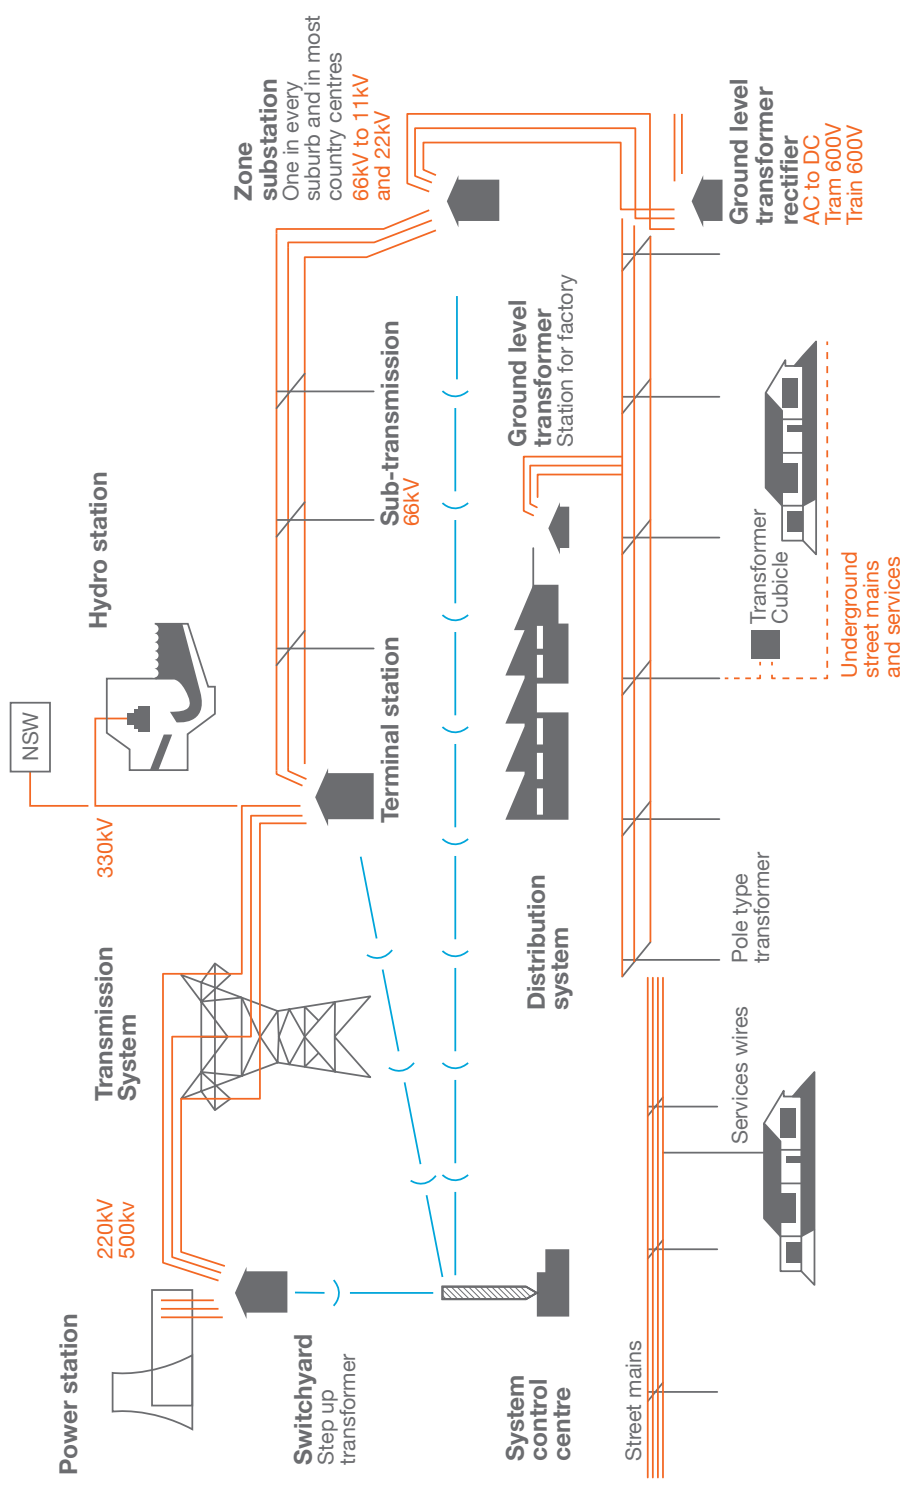 Power station
220kV
500kv
Transmission
System
330kV
NSW
Hydro station
Zone
substation
One in every
suburb and in most
country centres
66kV to 11kV
and 22kV
Switchyard
Step up
transformer
Terminal station
Sub-transmission
66kV
System
control
centre
Distribution
system
Ground level
transformer
Station for factory
Ground level
transformer
rectifier
AC to DC
Tram 600V
Train 600V
Street mains
Services wires
Pole type
transformer
Transformer
Cubicle
Underground
street mains
and services